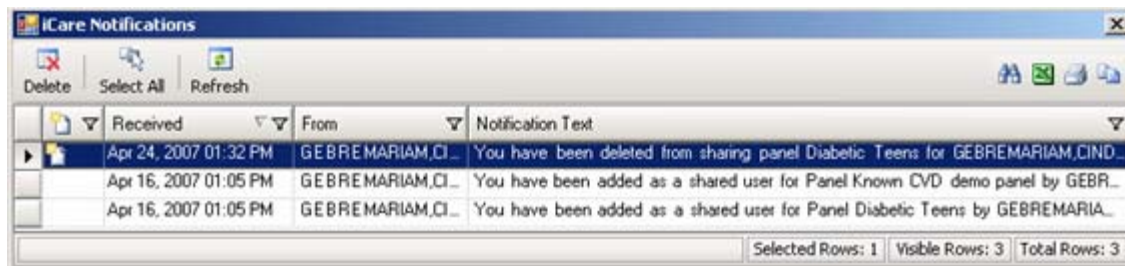 iCare Notifications
Delete Select All Refresh
Received From Notification Text
Apr 24, 2007 01:32 PM GEBREMARIAM,CI... You have been deleted from sharing panel Diabetic Teens for GEBREMARIAM,CIND...
Apr 16, 2007 01:05 PM GEBREMARIAM,CI... You have been added as a shared user for Panel Known CVD demo panel by GEBR...
Apr 16, 2007 01:05 PM GEBREMARIAM,CI... You have been added as a shared user for Panel Diabetic Teens by GEBREMARIA...
Selected Rows: 1 Visible Rows: 3 Total Rows: 3